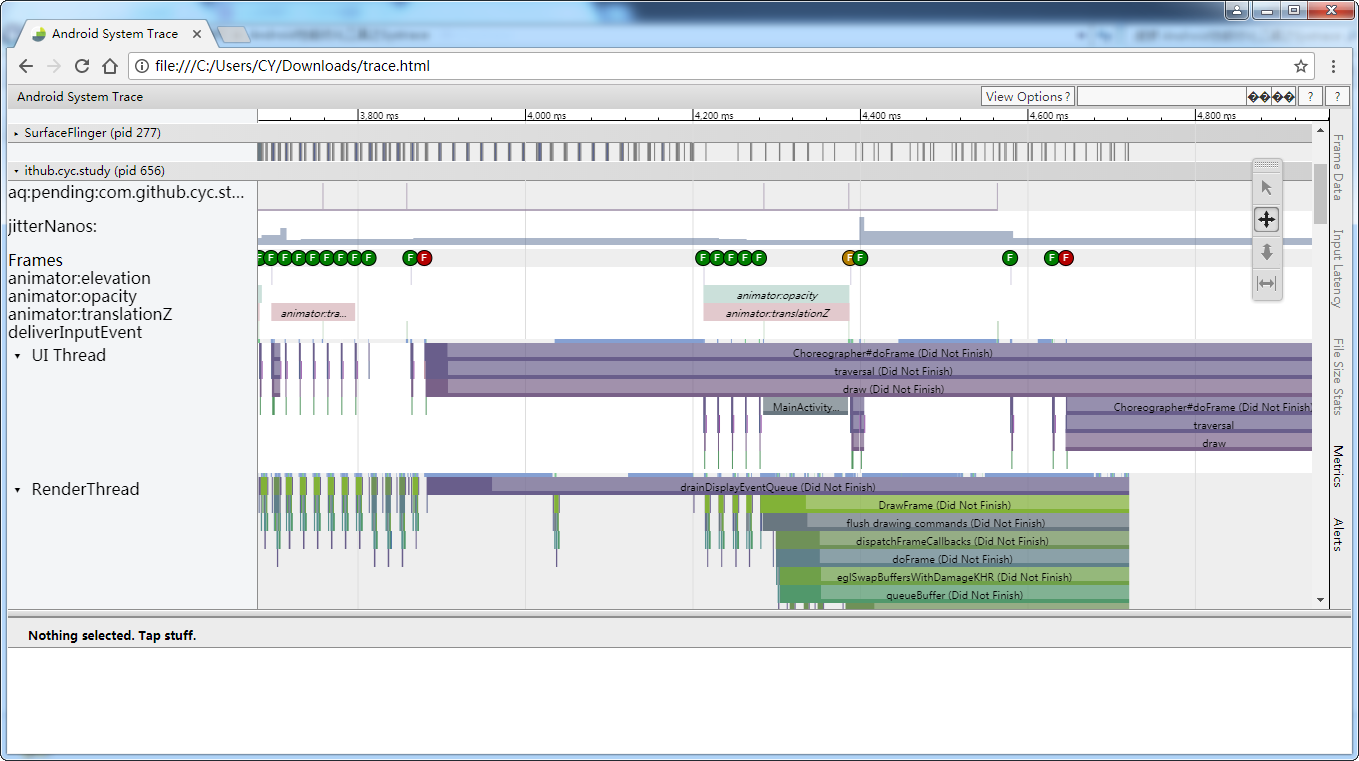 Android System Trace
file:///C:/Users/CY/Downloads/trace.html
Android System Trace
View Options?
����
?
?
3,800 ms
4,000 ms
4,200 ms
4,400 ms
4,600 ms
4,800 ms
SurfaceFlinger (pid 277)
ithub.cyc.study (pid 656)
aq:pending:com.github.cyc.st...
jitterNanos:
Frames
F F F F F F F F F F F F F F F F F F F F F
animator:elevation
animator:opacity
animator:opacity
animator:translationZ
animator:tra...
animator:translationZ
deliverInputEvent
UI Thread
Choreographer#doFrame (Did Not Finish)
traversal (Did Not Finish)
draw (Did Not Finish)
MainActivity...
Choreographer#doFrame (Did Not Finish)
traversal
draw
RenderThread
drainDisplayEventQueue (Did Not Finish)
DrawFrame (Did Not Finish)
flush drawing commands (Did Not Finish)
dispatchFrameCallbacks (Did Not Finish)
doFrame (Did Not Finish)
eglSwapBuffersWithDamageKHR (Did Not Finish)
queueBuffer (Did Not Finish)
Frame Data
Input Latency
File Size Stats
Metrics
Alerts
Nothing selected. Tap stuff.